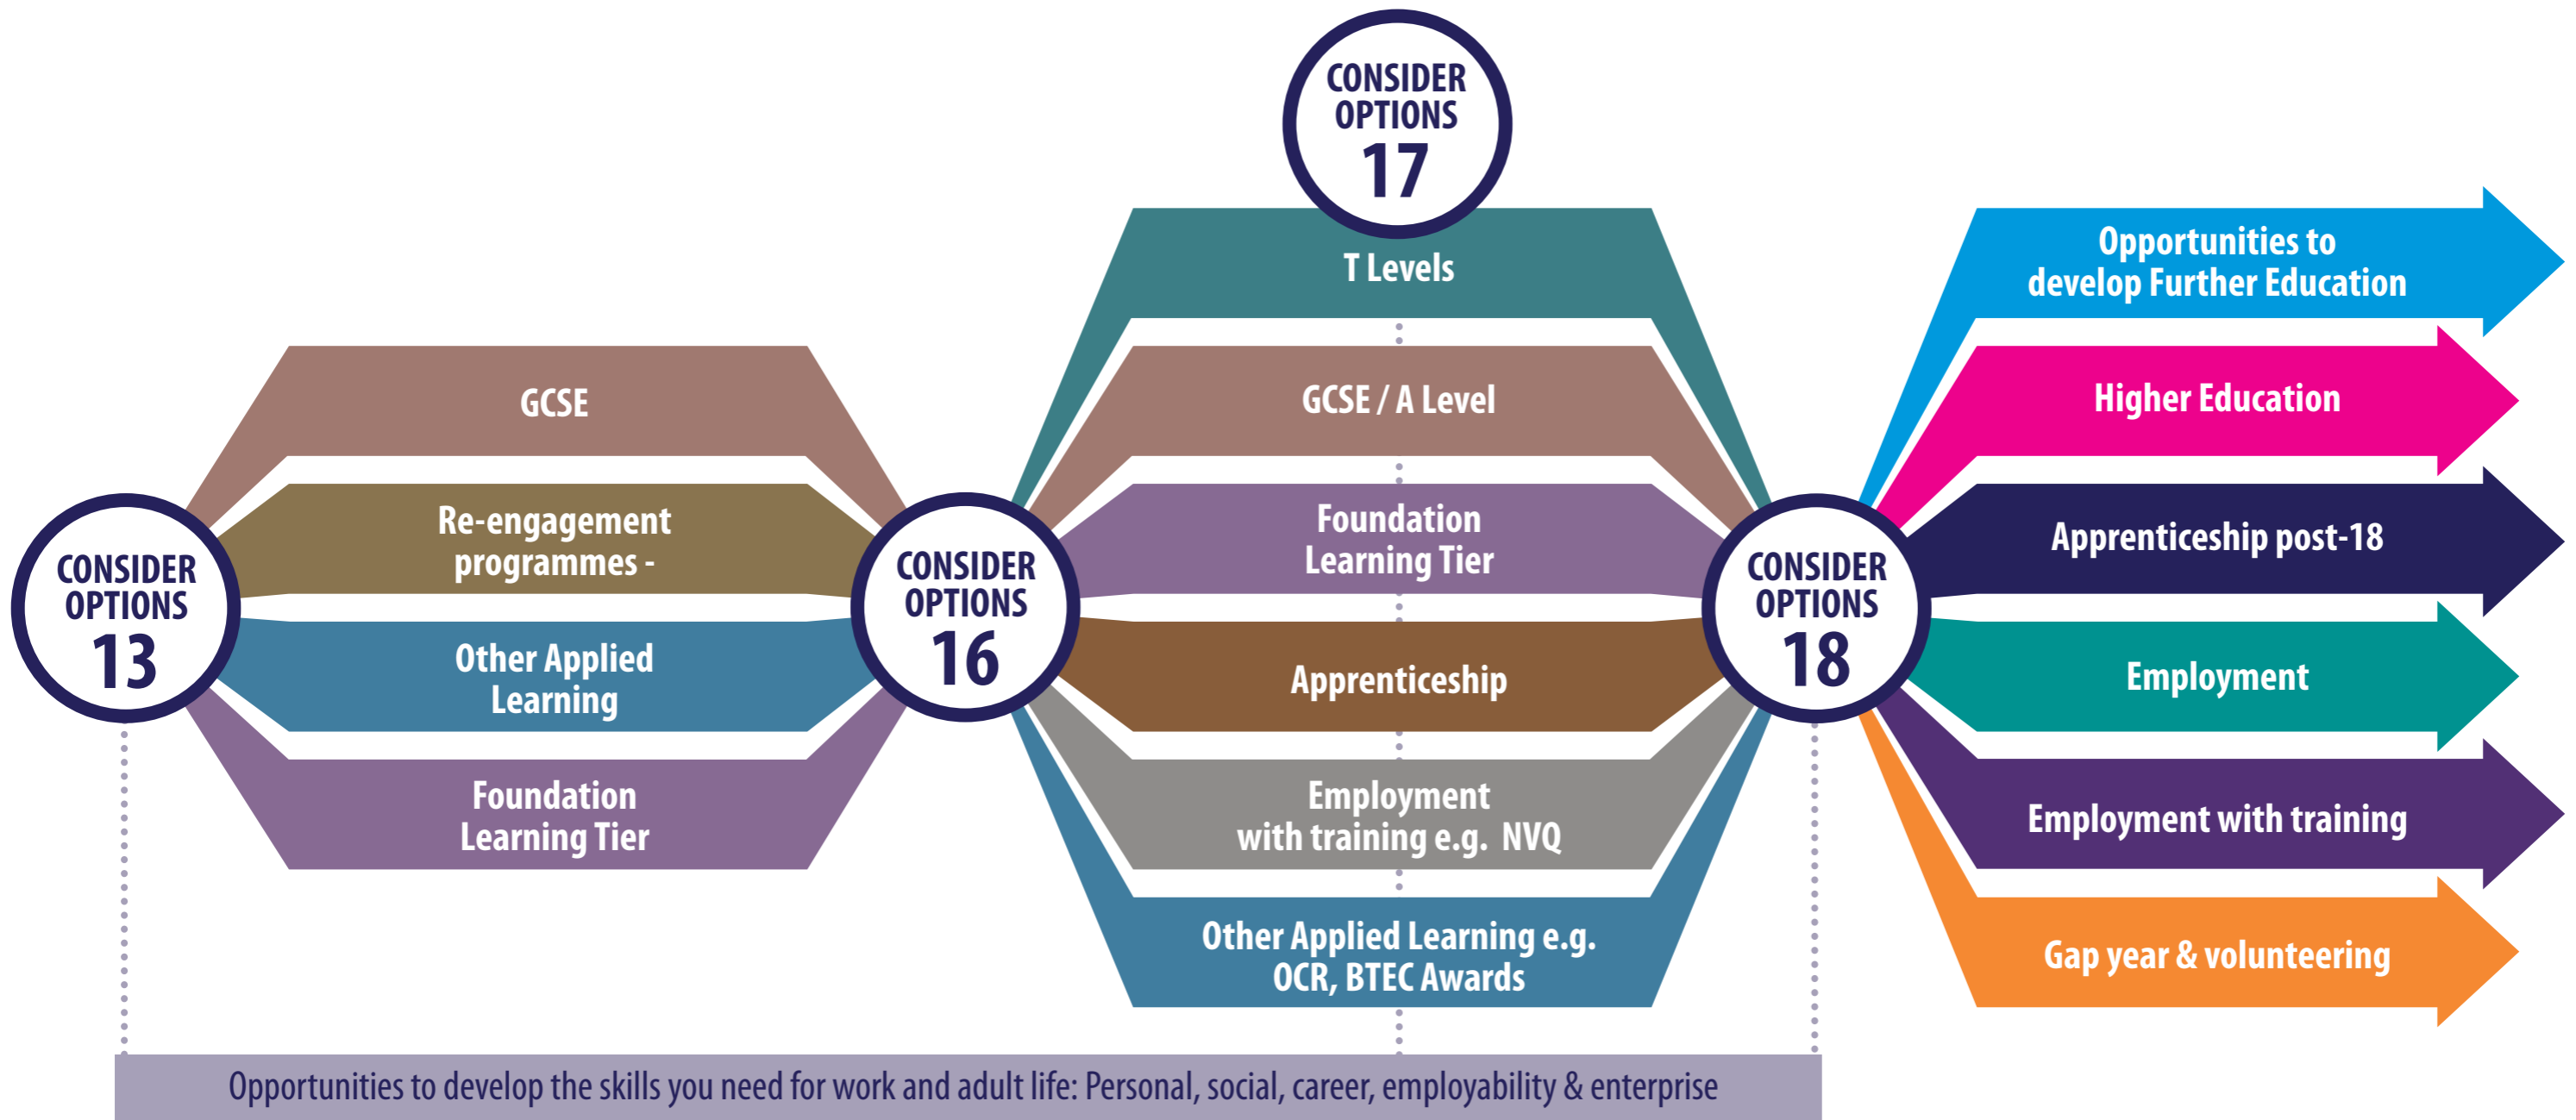 CONSIDER
OPTIONS
13
GCSE
Re-engagement
programmes -
Other Applied
Learning
Foundation
Learning Tier
CONSIDER
OPTIONS
16
CONSIDER
OPTIONS
17
T Levels
GCSE / A Level
Foundation
Learning Tier
Apprenticeship
Employment
with training e.g. NVQ
Other Applied Learning e.g.
OCR, BTEC Awards
CONSIDER
OPTIONS
18
Opportunities to
develop Further Education
Higher Education
Apprenticeship post-18
Employment
Employment with training
Gap year & volunteering
Opportunities to develop the skills you need for work and adult life: Personal, social, career, employability & enterprise